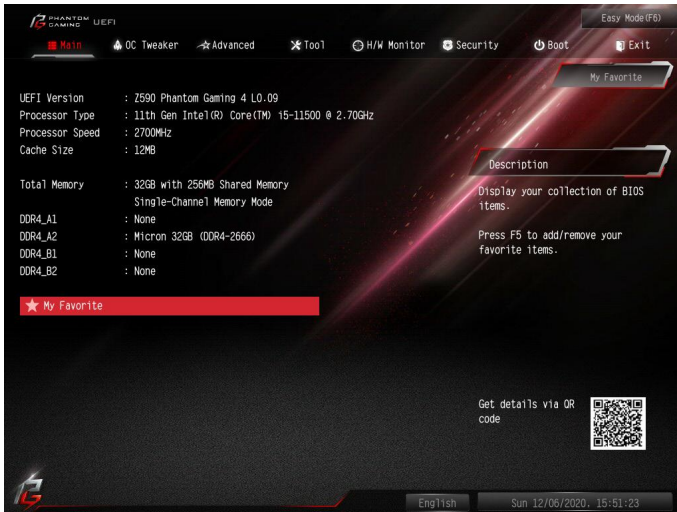 PHANTOM GAMING UEFI
Easy Mode(F6)
Main OC Tweaker Advanced Tool H/W Monitor Security Boot Exit
My Favorite
UEFI Version : Z590 Phantom Gaming 4 L0.09
Processor Type : 11th Gen Intel(R) Core(TM) i5-11500 @ 2.70GHz
Processor Speed : 2700MHz
Cache Size : 12MB
Total Memory : 32GB with 256MB Shared Memory
Single-Channel Memory Mode
DDR4_A1 : None
DDR4_A2 : Micron 32GB (DDR4-2666)
DDR4_B1 : None
DDR4_B2 : None
My Favorite
Description
Display your collection of BIOS
items.
Press F5 to add/remove your
favorite items.
Get details via QR
code
English
Sun 12/06/2020. 15:51:23